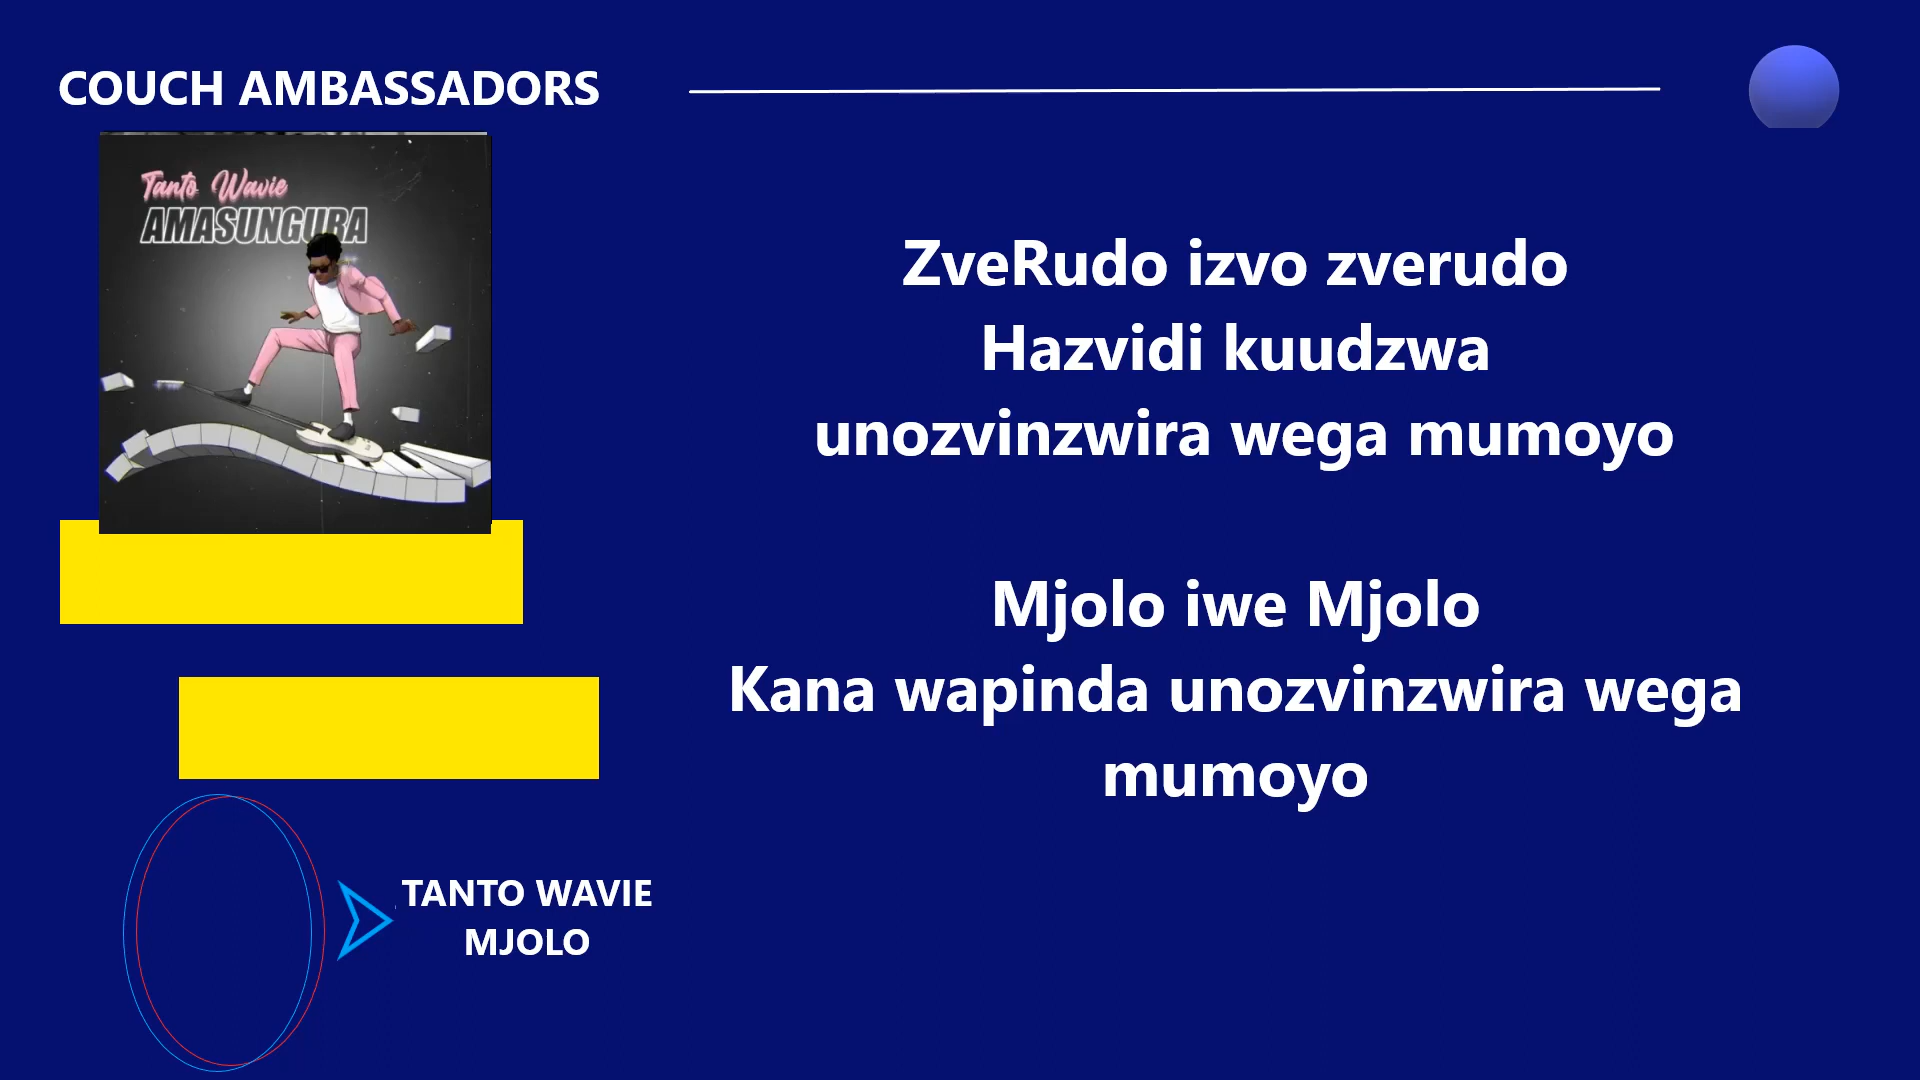 COUCH AMBASSADORS
Tanto Wavie
AMASUNGURA
ZveRudo izvo zverudo
Hazvidi kuudzwa
unozvinzwira wega mumoyo
Mjolo iwe Mjolo
Kana wapinda unozvinzwira wega
mumoyo
TANTO WAVIE
MJOLO